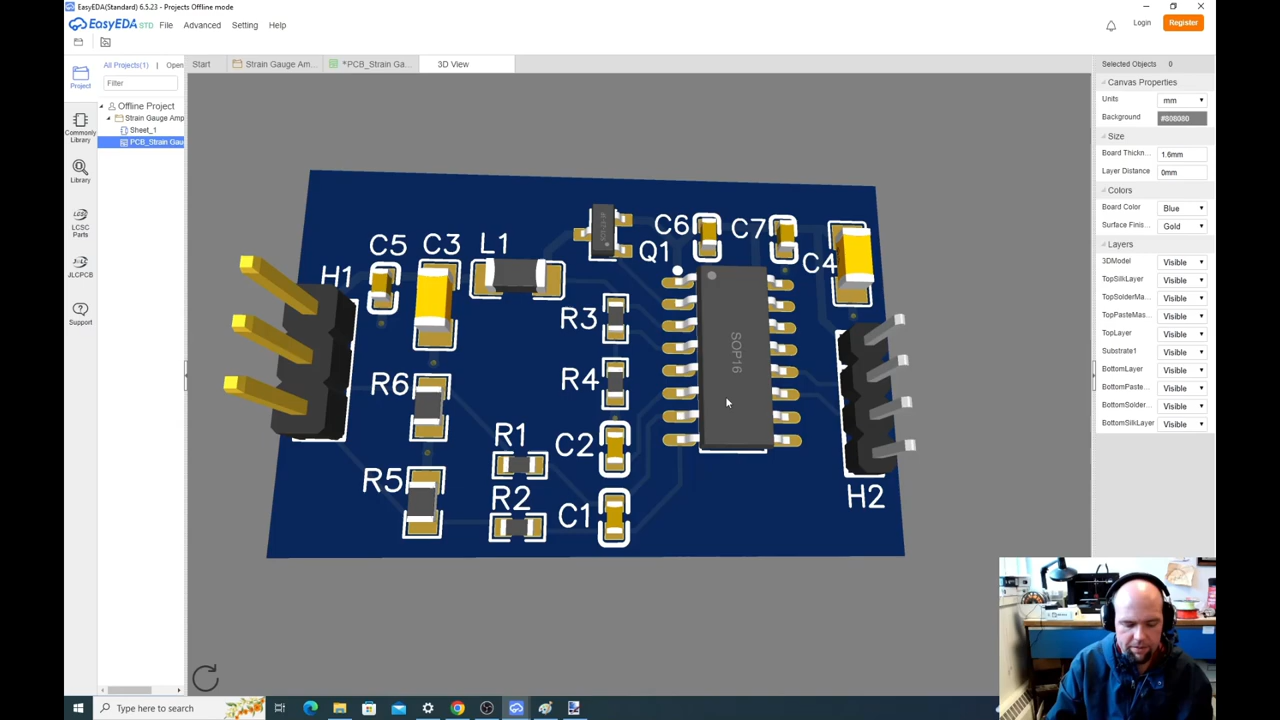 EasyEDA(Standard) 6.5.23 - Projects Offline mode
EasyEDA STD File Advanced Setting Help
Login Register
All Projects(1) Open
Start Strain Gauge Am... *PCB_Strain Ga... 3D View
Selected Objects 0
Project
Filter
Canvas Properties
Units mm
Background #808080
Offline Project
Strain Gauge Amp
Sheet_1
PCB_Strain Gau
Commonly
Library
Library
LCSC
LCSC
Parts
JLCPCB
Support
Size
Board Thickn... 1.6mm
Layer Distance 0mm
Colors
Board Color Blue
Surface Finis... Gold
Layers
3DModel Visible
TopSilkLayer Visible
TopSolderMa... Visible
TopPasteMas... Visible
TopLayer Visible
Substrate1 Visible
BottomLayer Visible
BottomPaste... Visible
BottomSolder... Visible
BottomSilkLayer Visible
C6 C7
C5 C3 L1 Q1 C4
H1
R3
SOP16
R6 R4
R1 C2
R5 R2 C1 H2
Type here to search